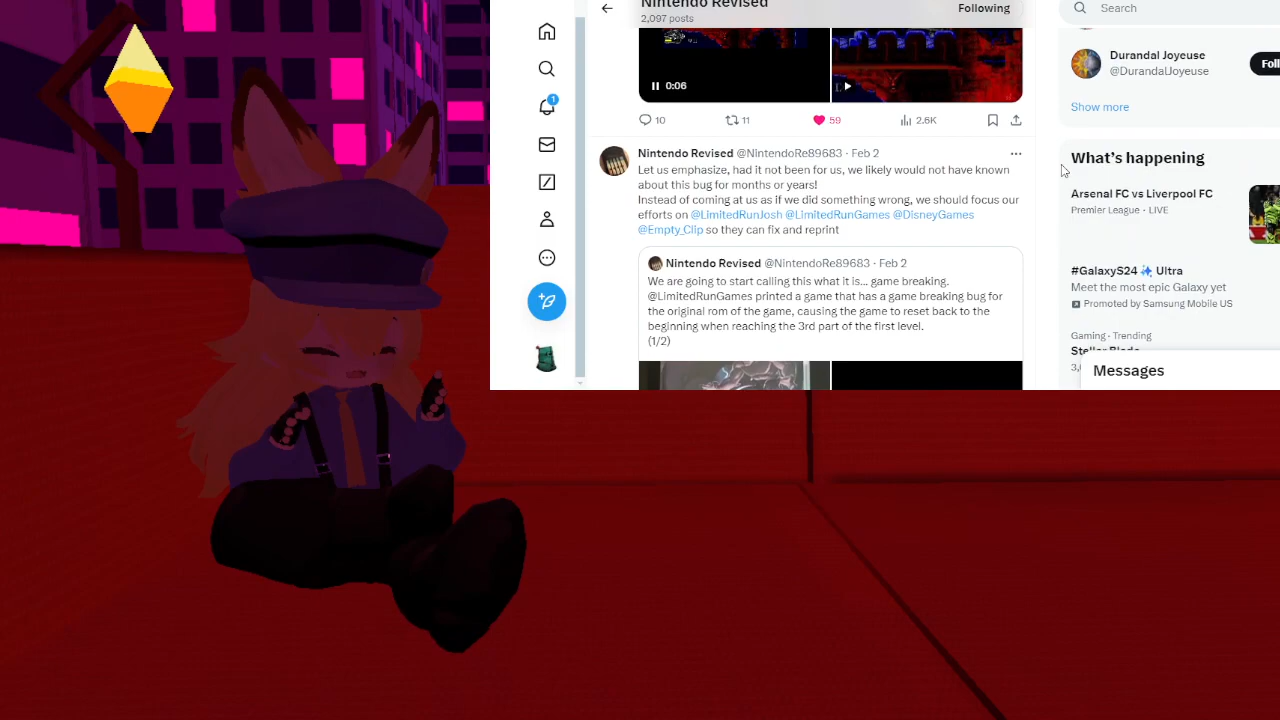 Nintendo Revised
2,097 posts
Following
Search
0:06
10
11
59
2.6K
Nintendo Revised @NintendoRe89683 · Feb 2
Let us emphasize, had it not been for us, we likely would not have known
about this bug for months or years!
Instead of coming at us as if we did something wrong, we should focus our
efforts on @LimitedRunJosh @LimitedRunGames @DisneyGames
@Empty_Clip so they can fix and reprint
Nintendo Revised @NintendoRe89683 · Feb 2
We are going to start calling this what it is... game breaking.
@LimitedRunGames printed a game that has a game breaking bug for
the original rom of the game, causing the game to reset back to the
beginning when reaching the 3rd part of the first level.
(1/2)
1
Durandal Joyeuse
@DurandalJoyeuse
Foll
Show more
What's happening
Arsenal FC vs Liverpool FC
Premier League · LIVE
#GalaxyS24 Ultra
Meet the most epic Galaxy yet
Promoted by Samsung Mobile US
Gaming · Trending
Stellar Blade
Messages